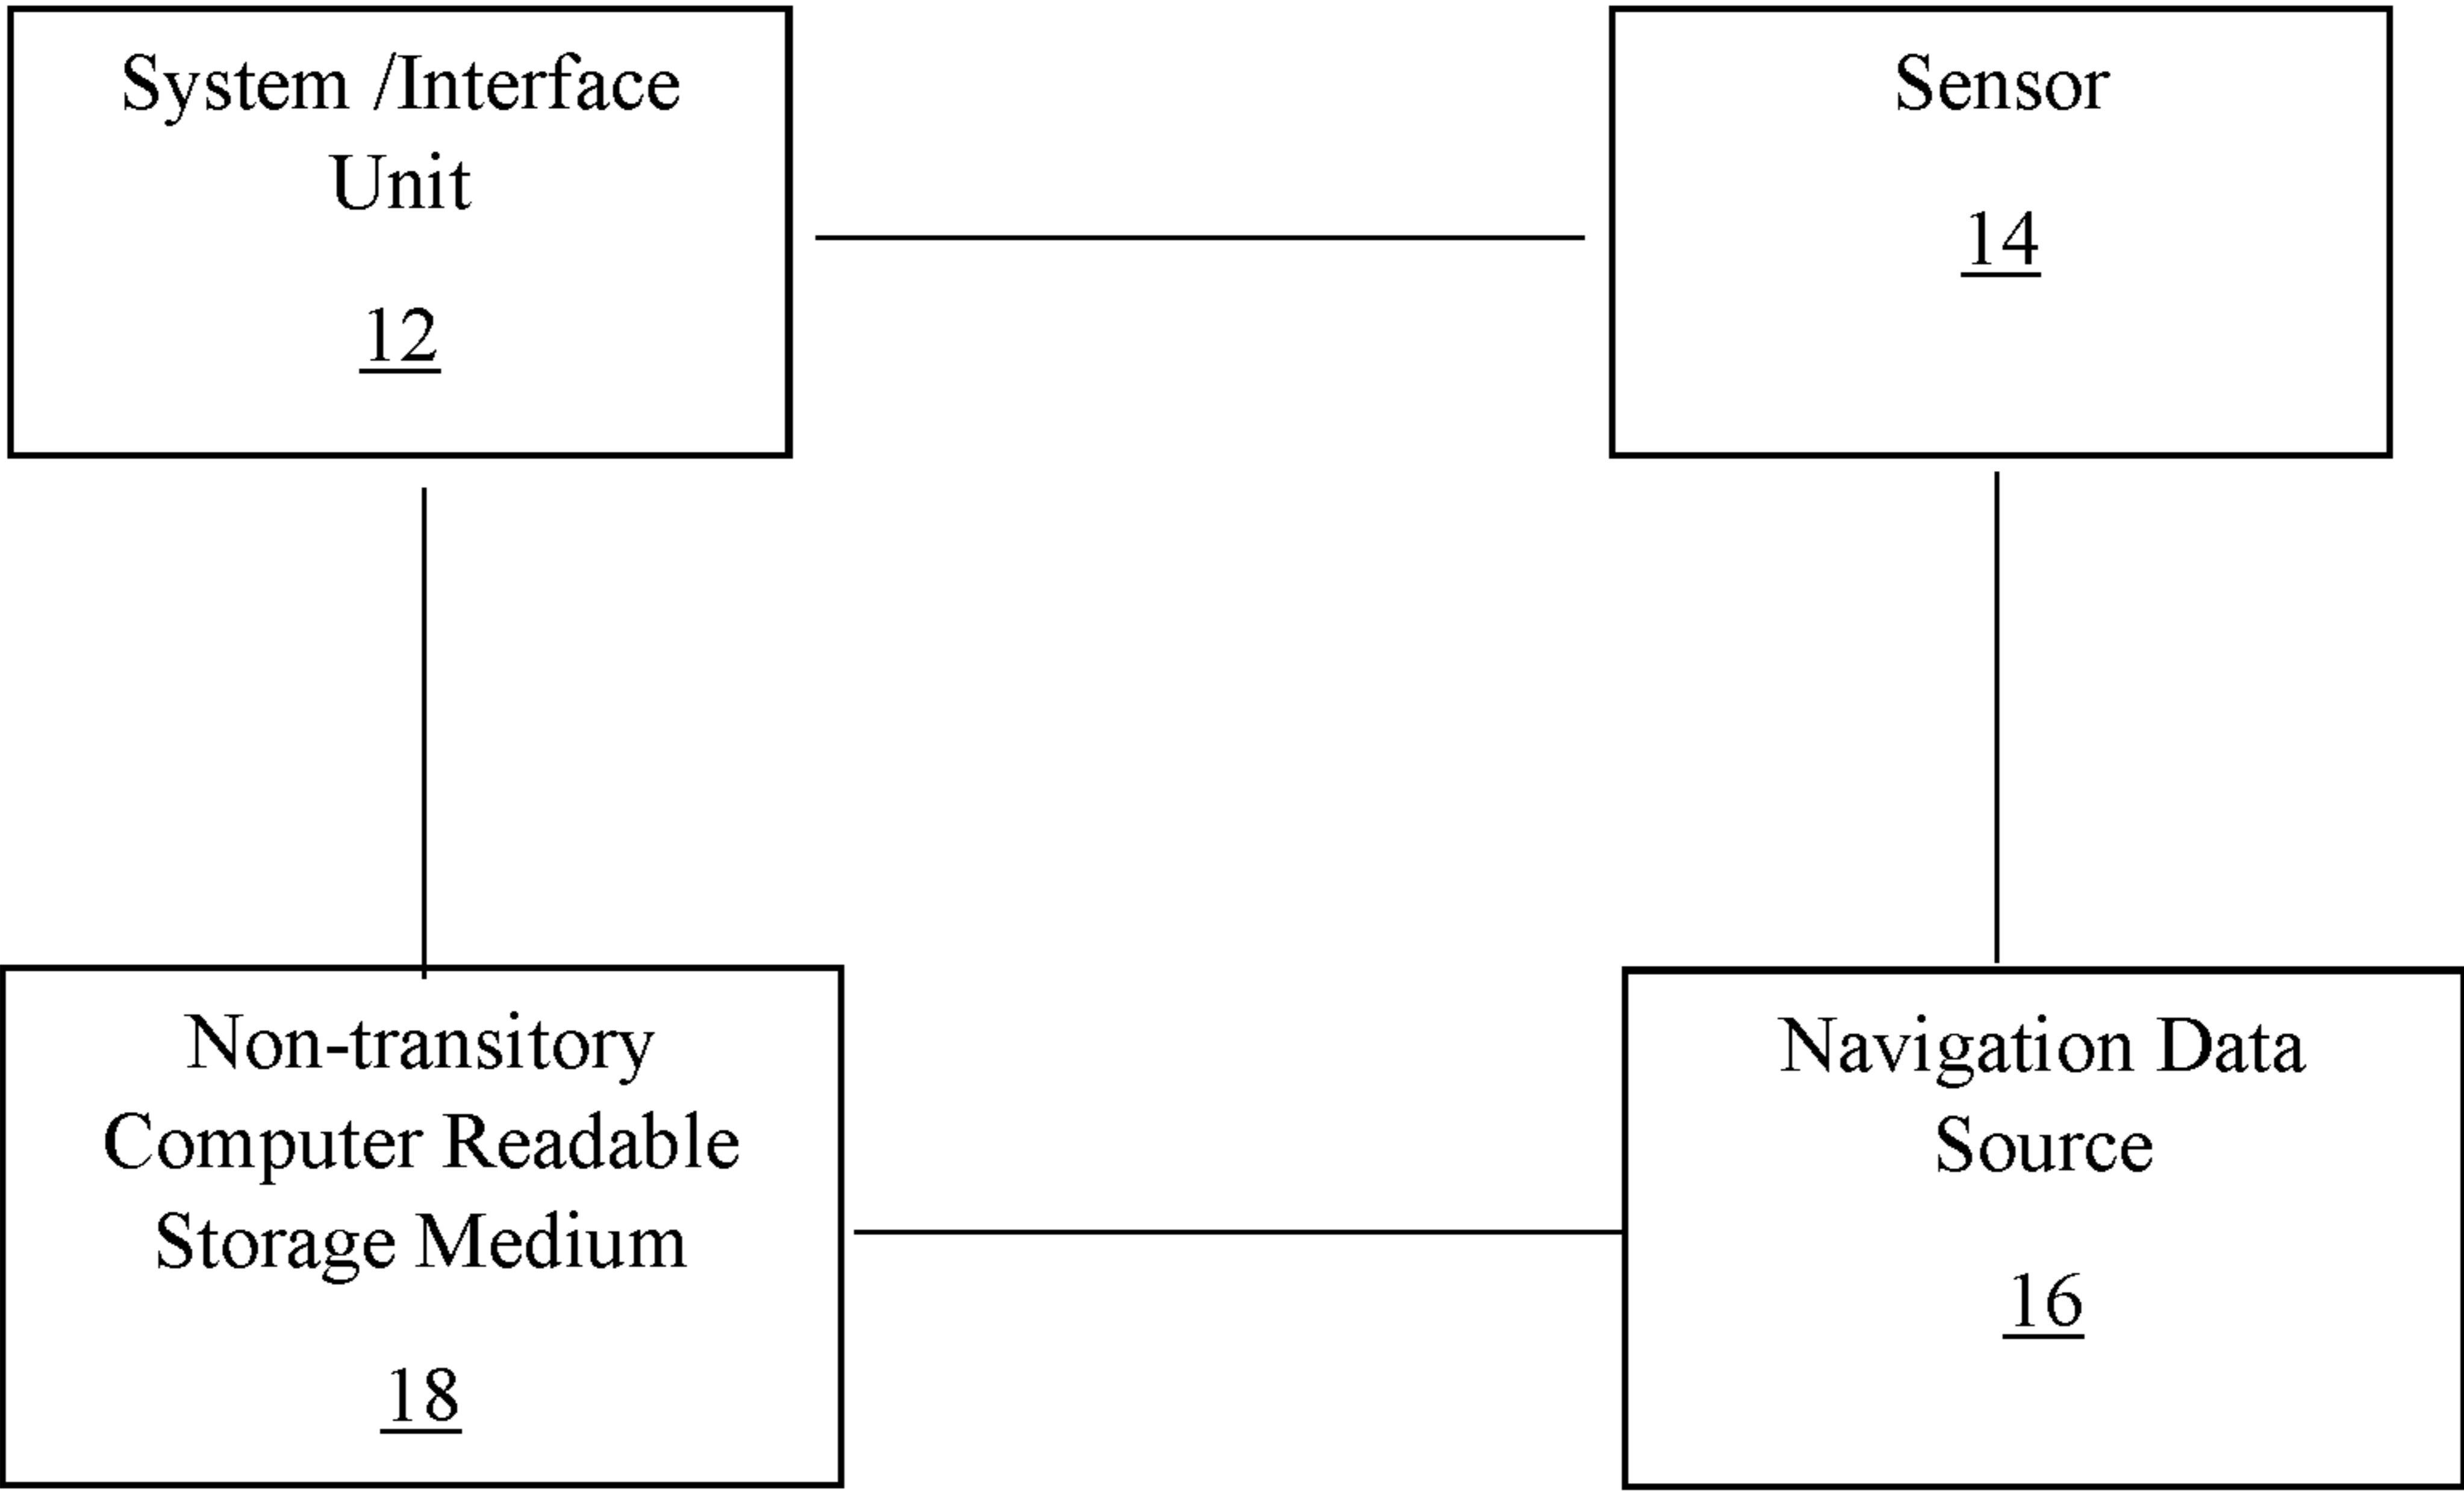 System /Interface
Unit
12
Sensor
14
Non-transitory
Computer Readable
Storage Medium
18
Navigation Data
Source
16